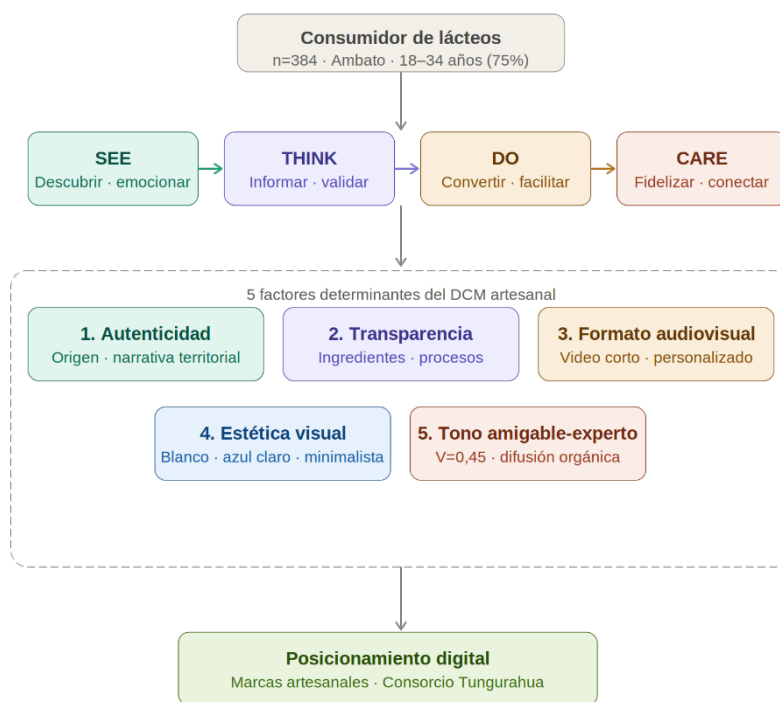 Consumidor de lácteos
n=384 · Ambato · 18–34 años (75%)
SEE
Descubrir · emocionar
THINK
Informar · validar
DO
Convertir · facilitar
CARE
Fidelizar · conectar
5 factores determinantes del DCM artesanal
1. Autenticidad
Origen · narrativa territorial
2. Transparencia
Ingredientes · procesos
3. Formato audiovisual
Video corto · personalizado
4. Estética visual
Blanco · azul claro · minimalista
5. Tono amigable-experto
V=0,45 · difusión orgánica
Posicionamiento digital
Marcas artesanales · Consorcio Tungurahua